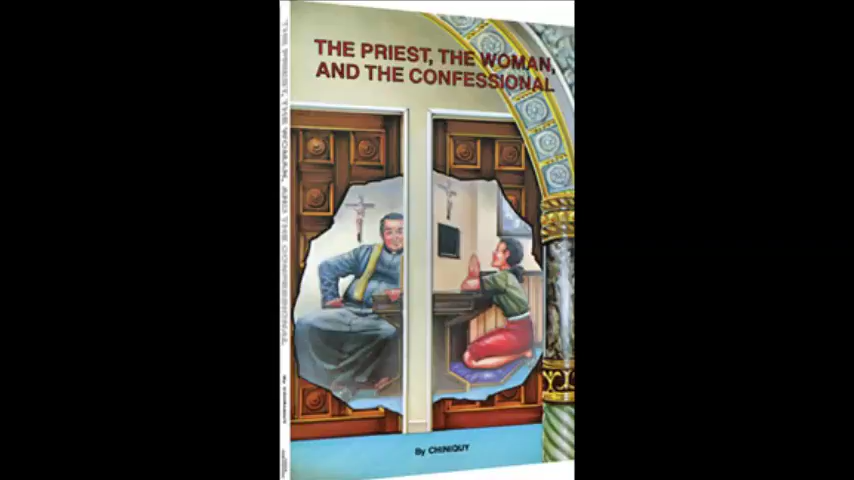 THE PRIEST, THE WOMAN,
AND THE CONFESSIONAL
By CHINIQUY
THE PRIEST, THE WOMAN, AND THE CONFESSIONAL